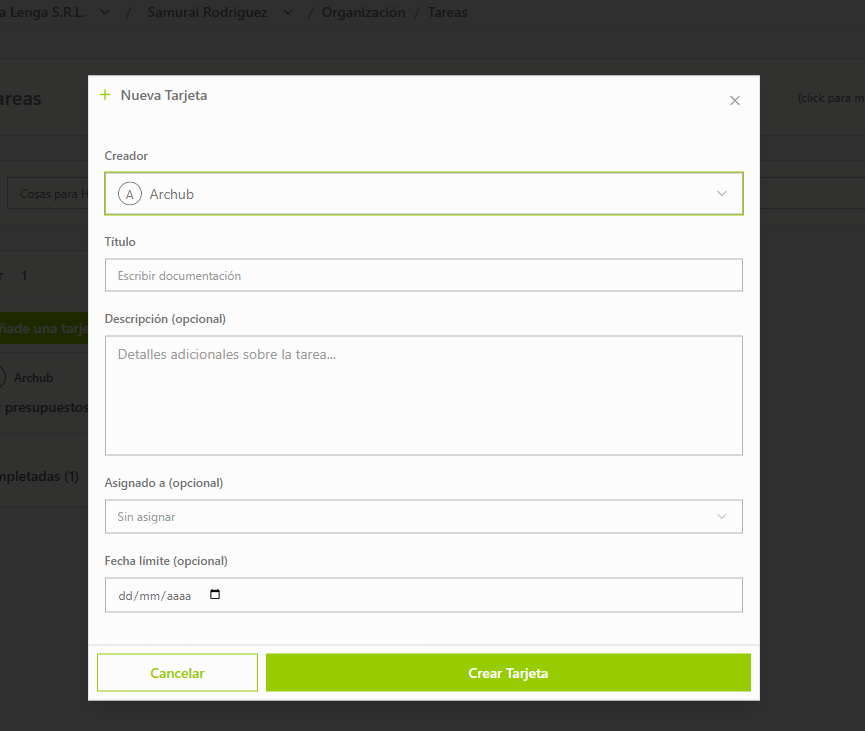 a Lenga S.R.L. / Samurai Rodriguez / Organización / Tareas
areas
(click para m
Nueva Tarjeta
Creador
A Archub
Cosas para H
Título
Escribir documentación
r 1
Descripción (opcional)
ñade una tarje
Detalles adicionales sobre la tarea...
Archub
r presupuestos
mpletadas (1)
Asignado a (opcional)
Sin asignar
Fecha límite (opcional)
dd/mm/aaaa
Cancelar
Crear Tarjeta